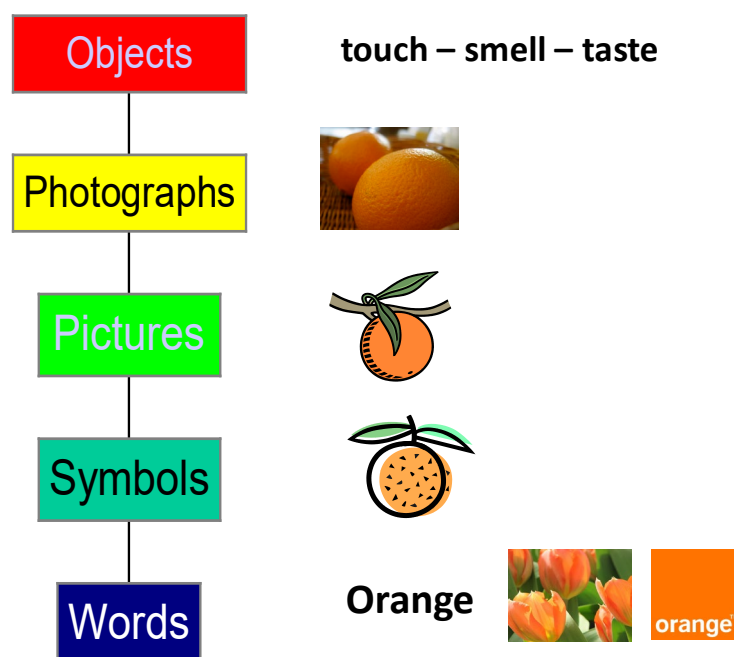 Objects
touch – smell – taste
Photographs
Pictures
Symbols
Words
Orange
orange